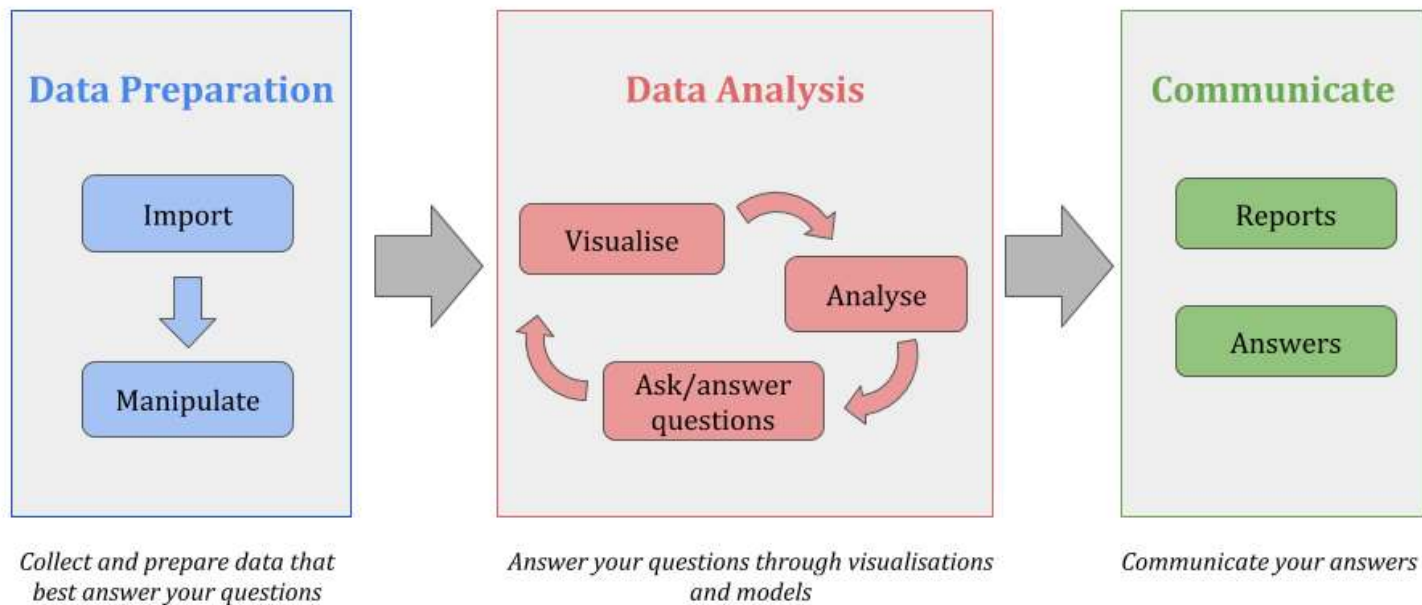 Data Preparation
Import
Manipulate
Collect and prepare data that
best answer your questions
Data Analysis
Visualise
Analyse
Ask/answer
questions
Answer your questions through visualisations
and models
Communicate
Reports
Answers
Communicate your answers